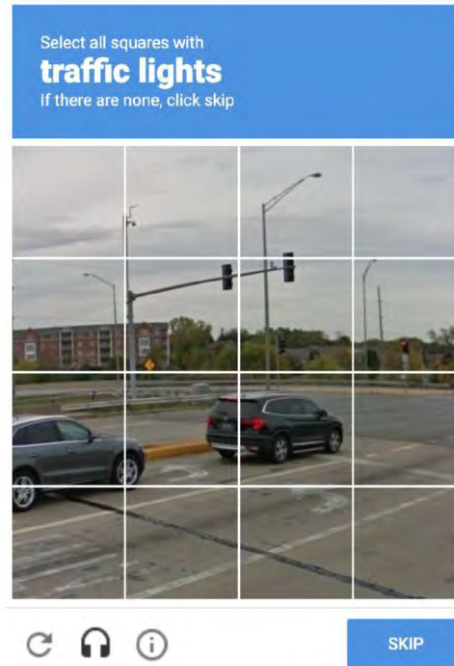 Select all squares with
traffic lights
If there are none, click skip
SKIP